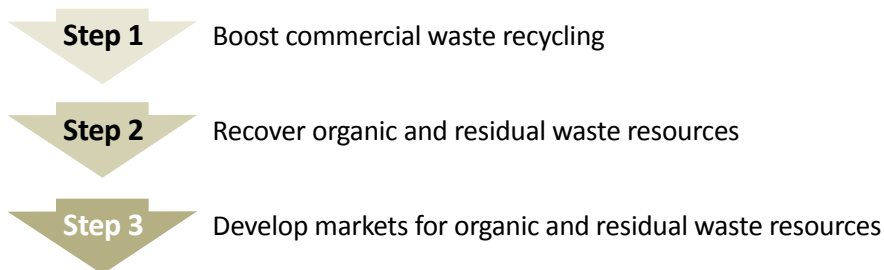 Step 1 Boost commercial waste recycling
Step 2 Recover organic and residual waste resources
Step 3 Develop markets for organic and residual waste resources